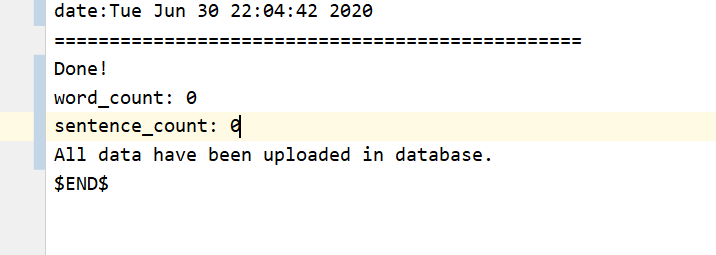 date:Tue Jun 30 22:04:42 2020
================================================
Done!
word_count: 0
sentence_count: 0
All data have been uploaded in database.
$END$